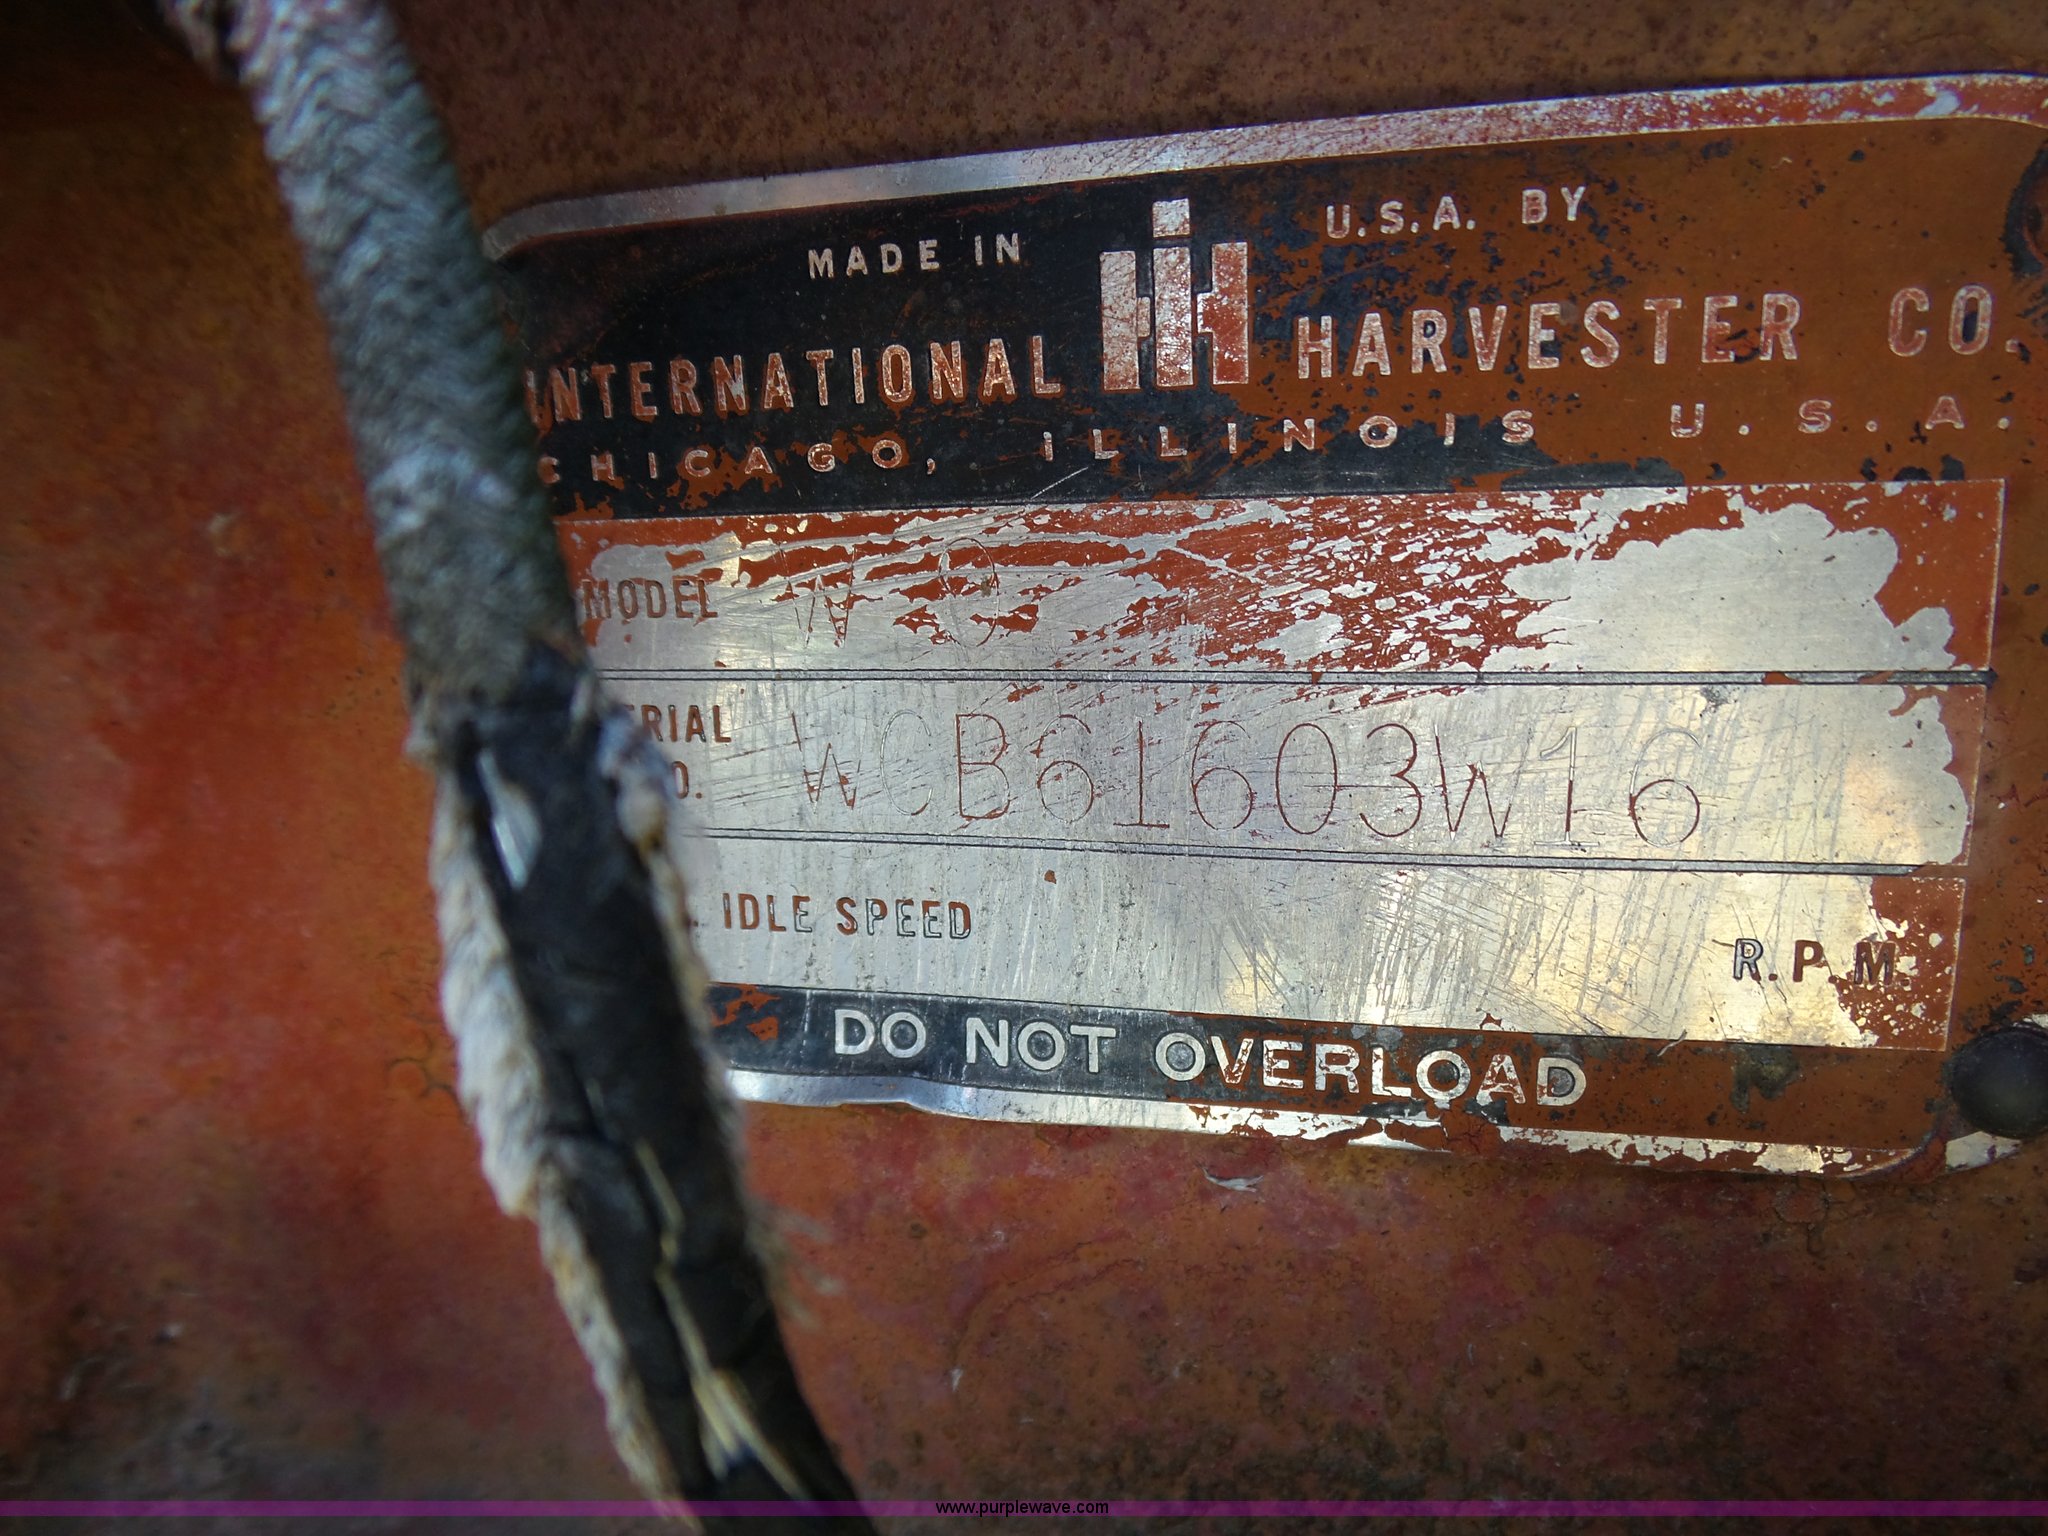 MADE IN IH U.S.A. BY
INTERNATIONAL HARVESTER CO.
CHICAGO, ILLINOIS U.S.A.
MODEL W O
ERIAL
O. WCB61603W16
. IDLE SPEED R.P.M.
DO NOT OVERLOAD
www.purplewave.com